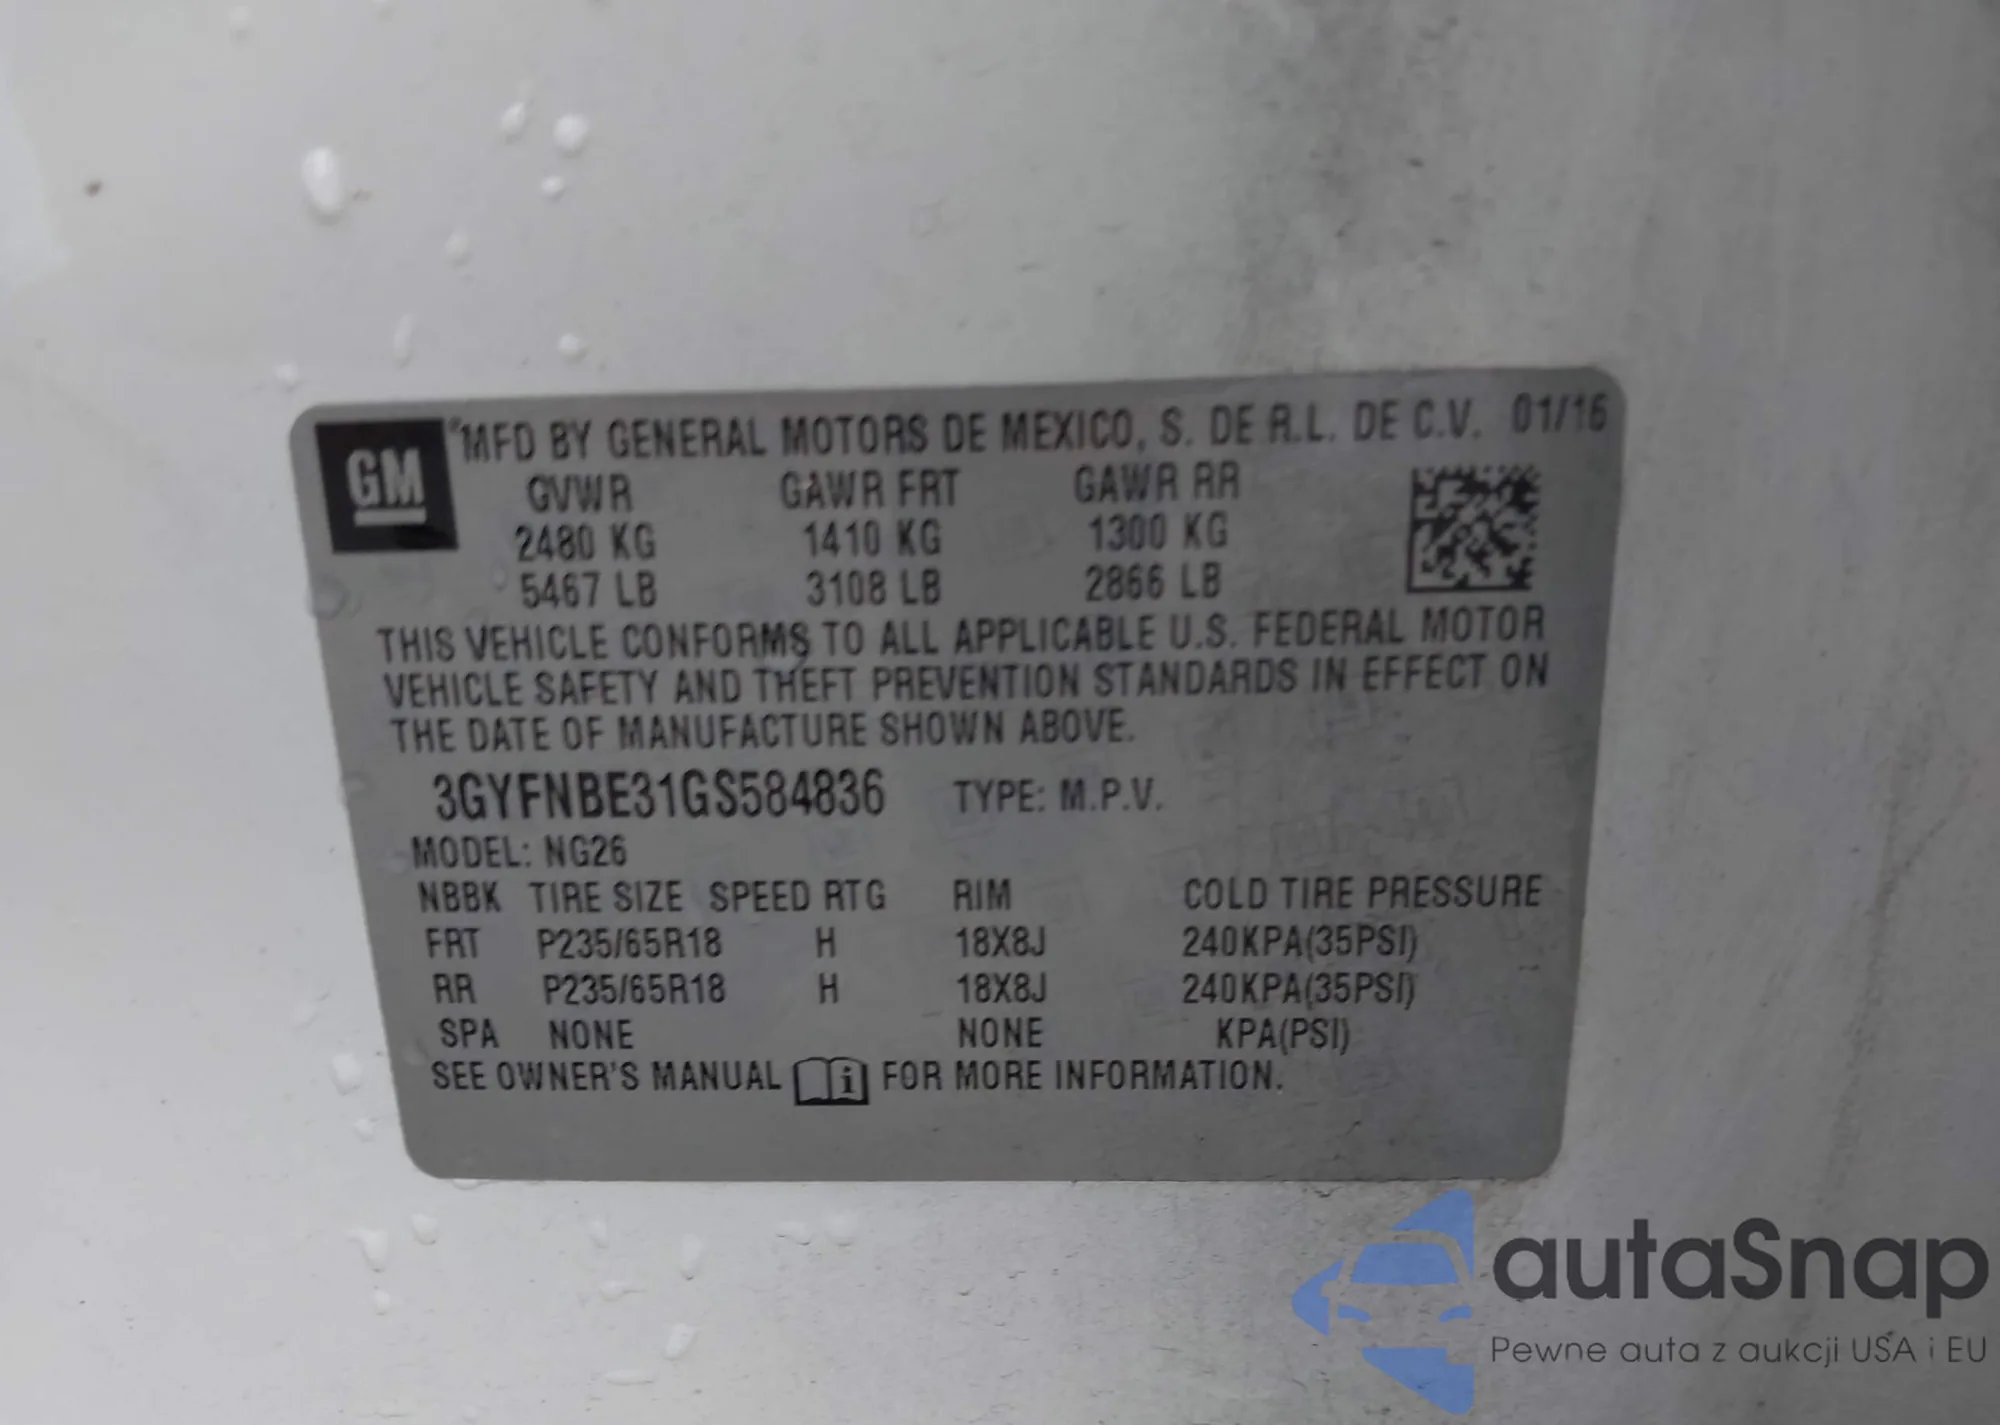 GM
MFD BY GENERAL MOTORS DE MEXICO, S. DE R.L. DE C.V. 01/16
GVWR GAWR FRT GAWR RR
2480 KG 1410 KG 1300 KG
5467 LB 3108 LB 2866 LB
THIS VEHICLE CONFORMS TO ALL APPLICABLE U.S. FEDERAL MOTOR
VEHICLE SAFETY AND THEFT PREVENTION STANDARDS IN EFFECT ON
THE DATE OF MANUFACTURE SHOWN ABOVE.
3GYFNBE31GS584836 TYPE: M.P.V.
MODEL: NG26
NBBK TIRE SIZE SPEED RTG RIM COLD TIRE PRESSURE
FRT P235/65R18 H 18X8J 240KPA(35PSI)
RR P235/65R18 H 18X8J 240KPA(35PSI)
SPA NONE NONE KPA(PSI)
SEE OWNER'S MANUAL i FOR MORE INFORMATION.
autaSnap
Pewne auta z aukcji USA i EU